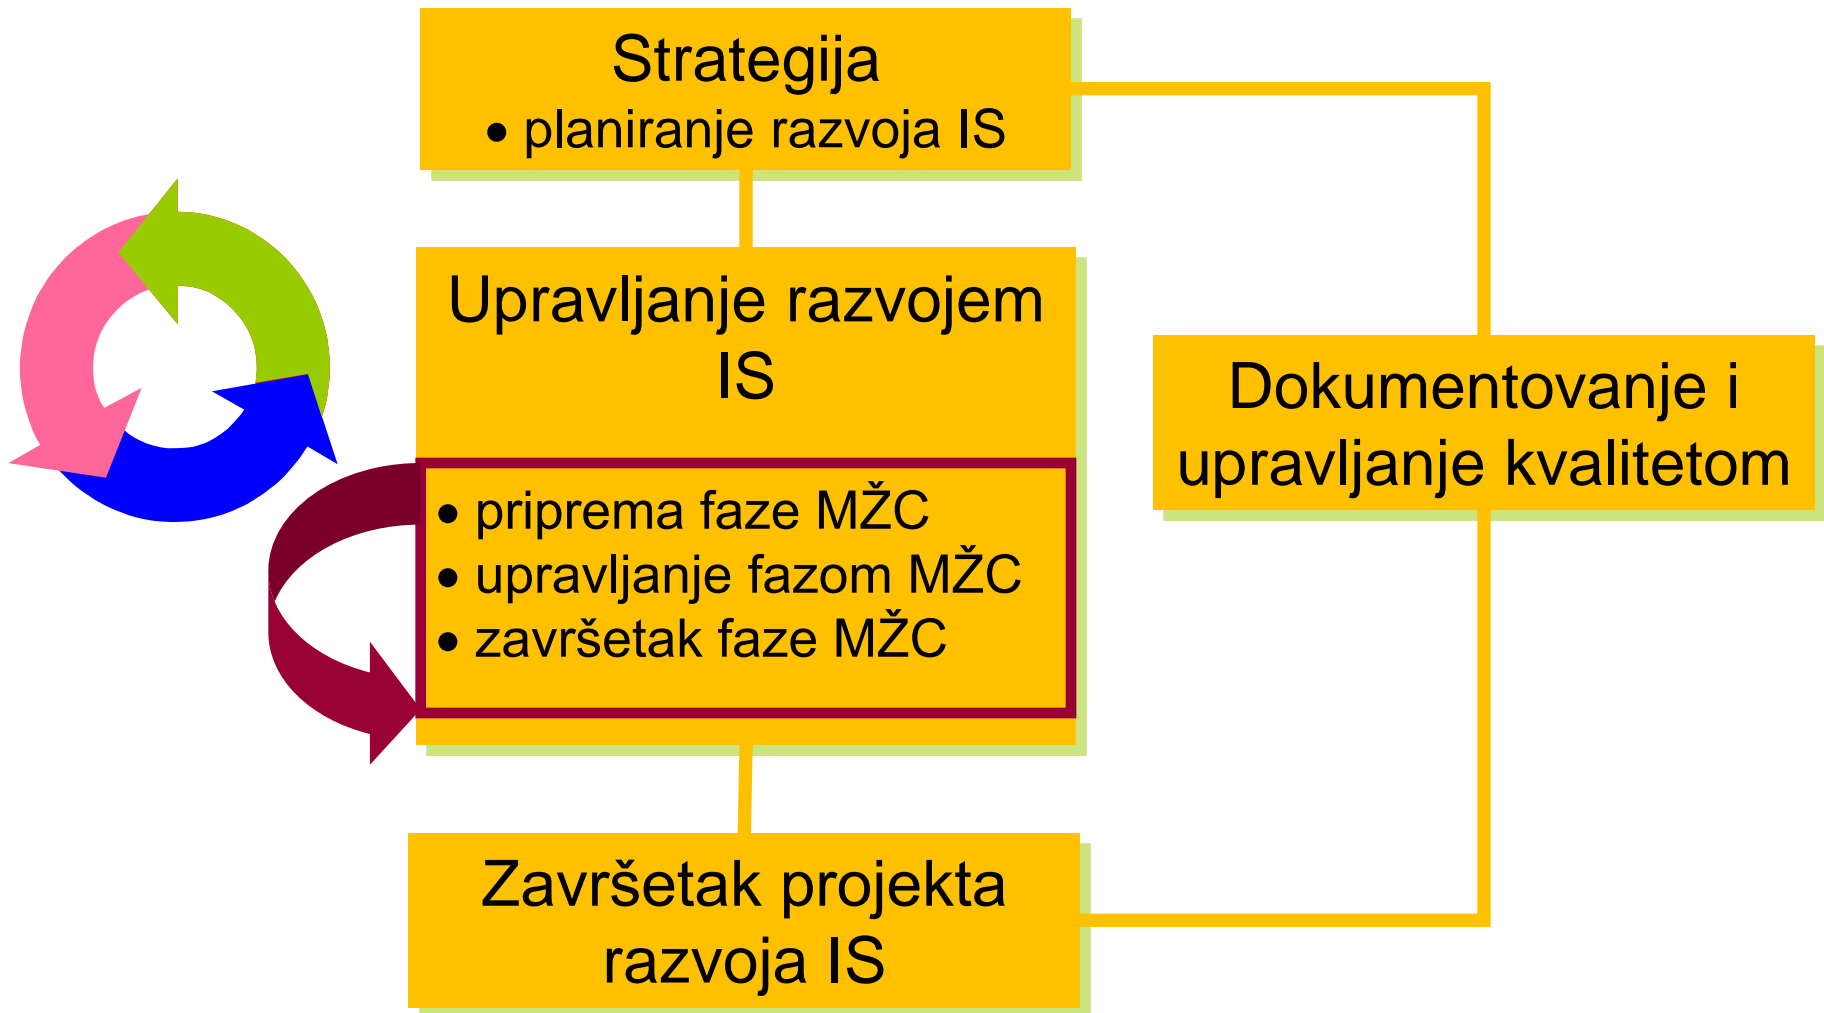 Strategija
• planiranje razvoja IS
Upravljanje razvojem
IS
• priprema faze MŽC
• upravljanje fazom MŽC
• završetak faze MŽC
Dokumentovanje i
upravljanje kvalitetom
Završetak projekta
razvoja IS